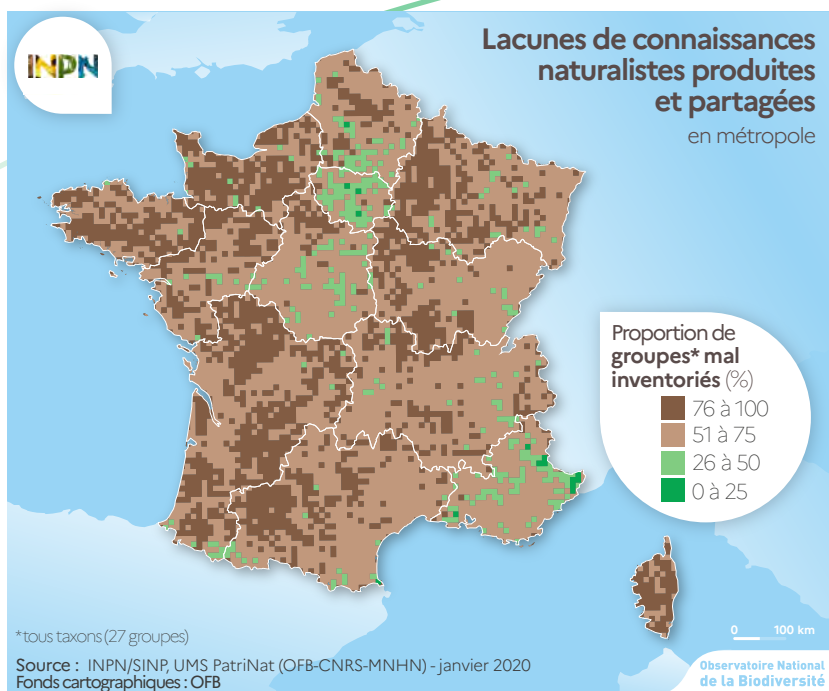 INPN
Lacunes de connaissances
naturalistes produites
et partagées
en métropole
Proportion de
groupes* mal
inventoriés (%)
76 à 100
51 à 75
26 à 50
0 à 25
*tous taxons (27 groupes)
0 100 km
Source : INPN/SINP, UMS PatriNat (OFB-CNRS-MNHN) - janvier 2020
Fonds cartographiques : OFB
Observatoire National
de la Biodiversité